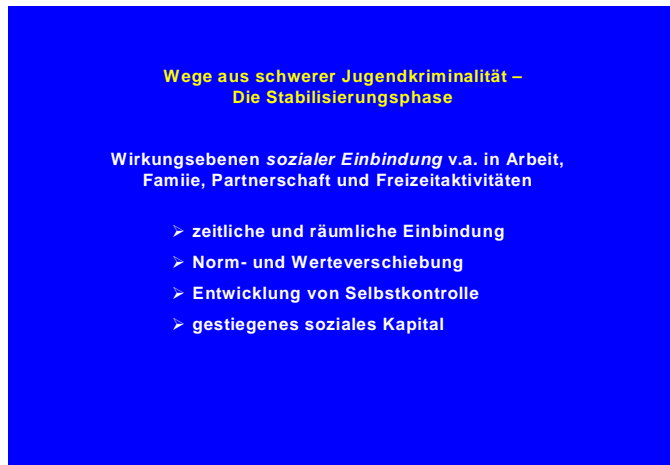 Wege aus schwerer Jugendkriminalität –
Die Stabilisierungsphase
Wirkungsebenen sozialer Einbindung v.a. in Arbeit,
Famiie, Partnerschaft und Freizeitaktivitäten
➢ zeitliche und räumliche Einbindung
➢ Norm- und Werteverschiebung
➢ Entwicklung von Selbstkontrolle
➢ gestiegenes soziales Kapital